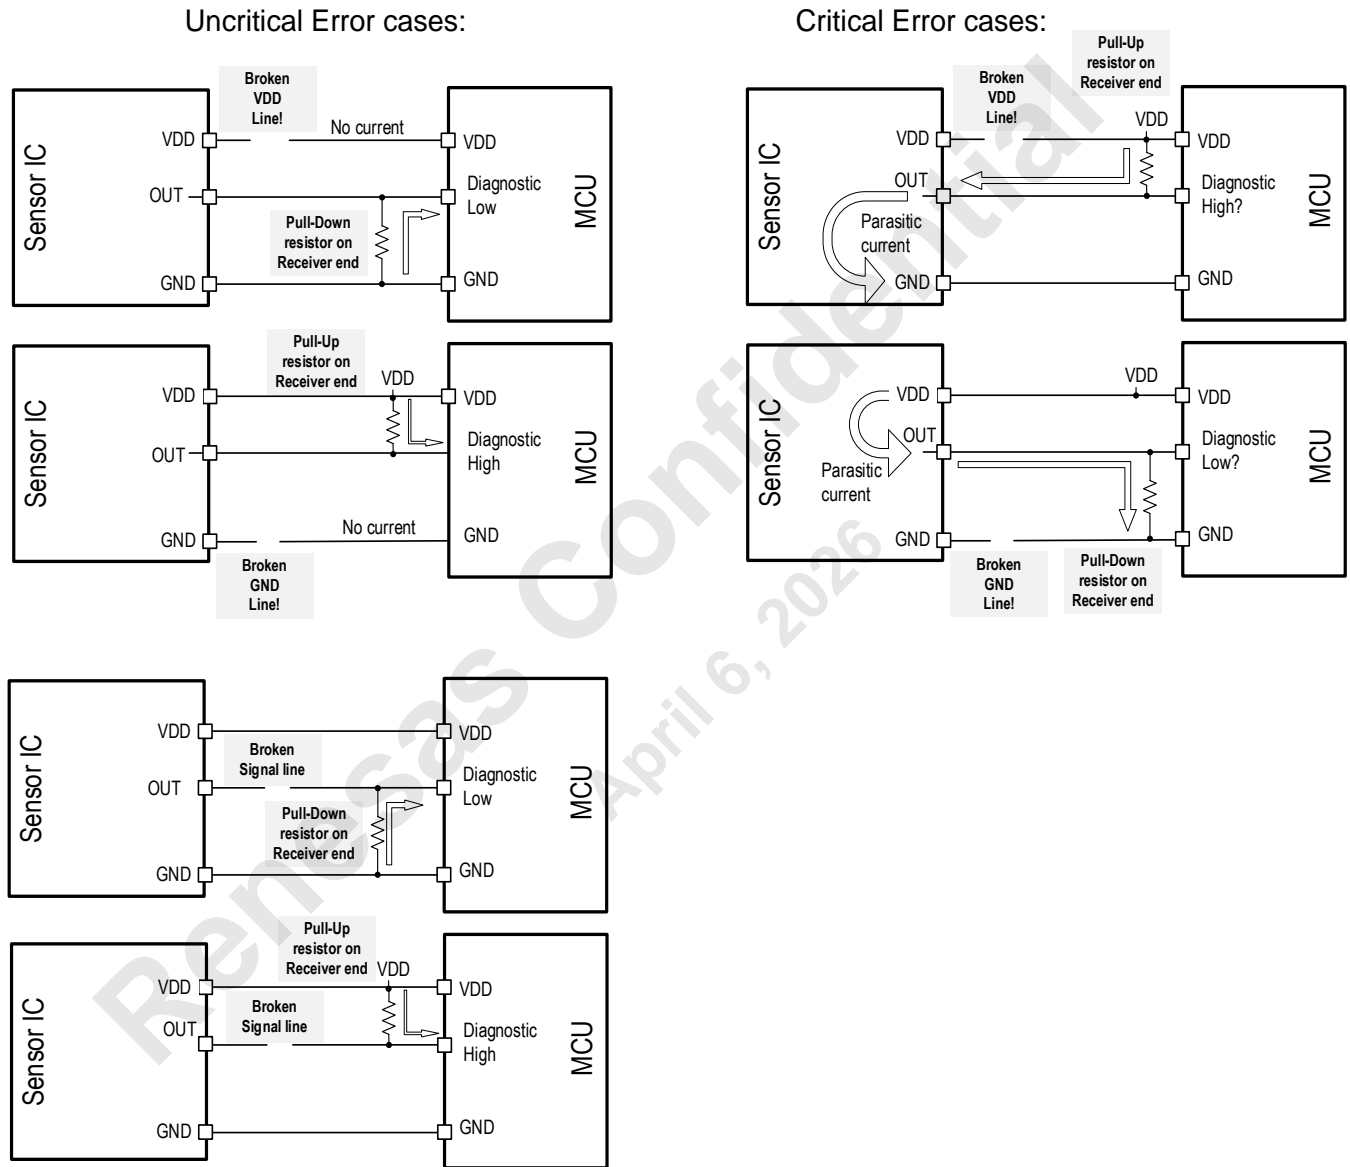 Uncritical Error cases:
Critical Error cases:
Broken
VDD
Line!
Sensor IC
VDD
No current
VDD
OUT
Diagnostic
Low
MCU
Pull-Down
resistor on
Receiver end
GND
GND
Pull-Up
resistor on
Receiver end
Broken
VDD
Line!
Sensor IC
VDD
VDD
VDD
OUT
Diagnostic
High?
MCU
Parasitic
current
GND
GND
Pull-Up
resistor on
Receiver end
Sensor IC
VDD
VDD
VDD
OUT
Diagnostic
High
MCU
GND
No current
GND
Broken
GND
Line!
Sensor IC
VDD
VDD
VDD
OUT
Diagnostic
Low?
MCU
Parasitic
current
GND
GND
Broken
GND
Line!
Pull-Down
resistor on
Receiver end
Sensor IC
VDD
VDD
Broken
Signal line
OUT
Diagnostic
Low
MCU
Pull-Down
resistor on
Receiver end
GND
GND
Pull-Up
resistor on
Receiver end
Sensor IC
VDD
VDD
VDD
Broken
Signal line
OUT
Diagnostic
High
MCU
GND
GND
Renesas Confidential
April 6, 2026